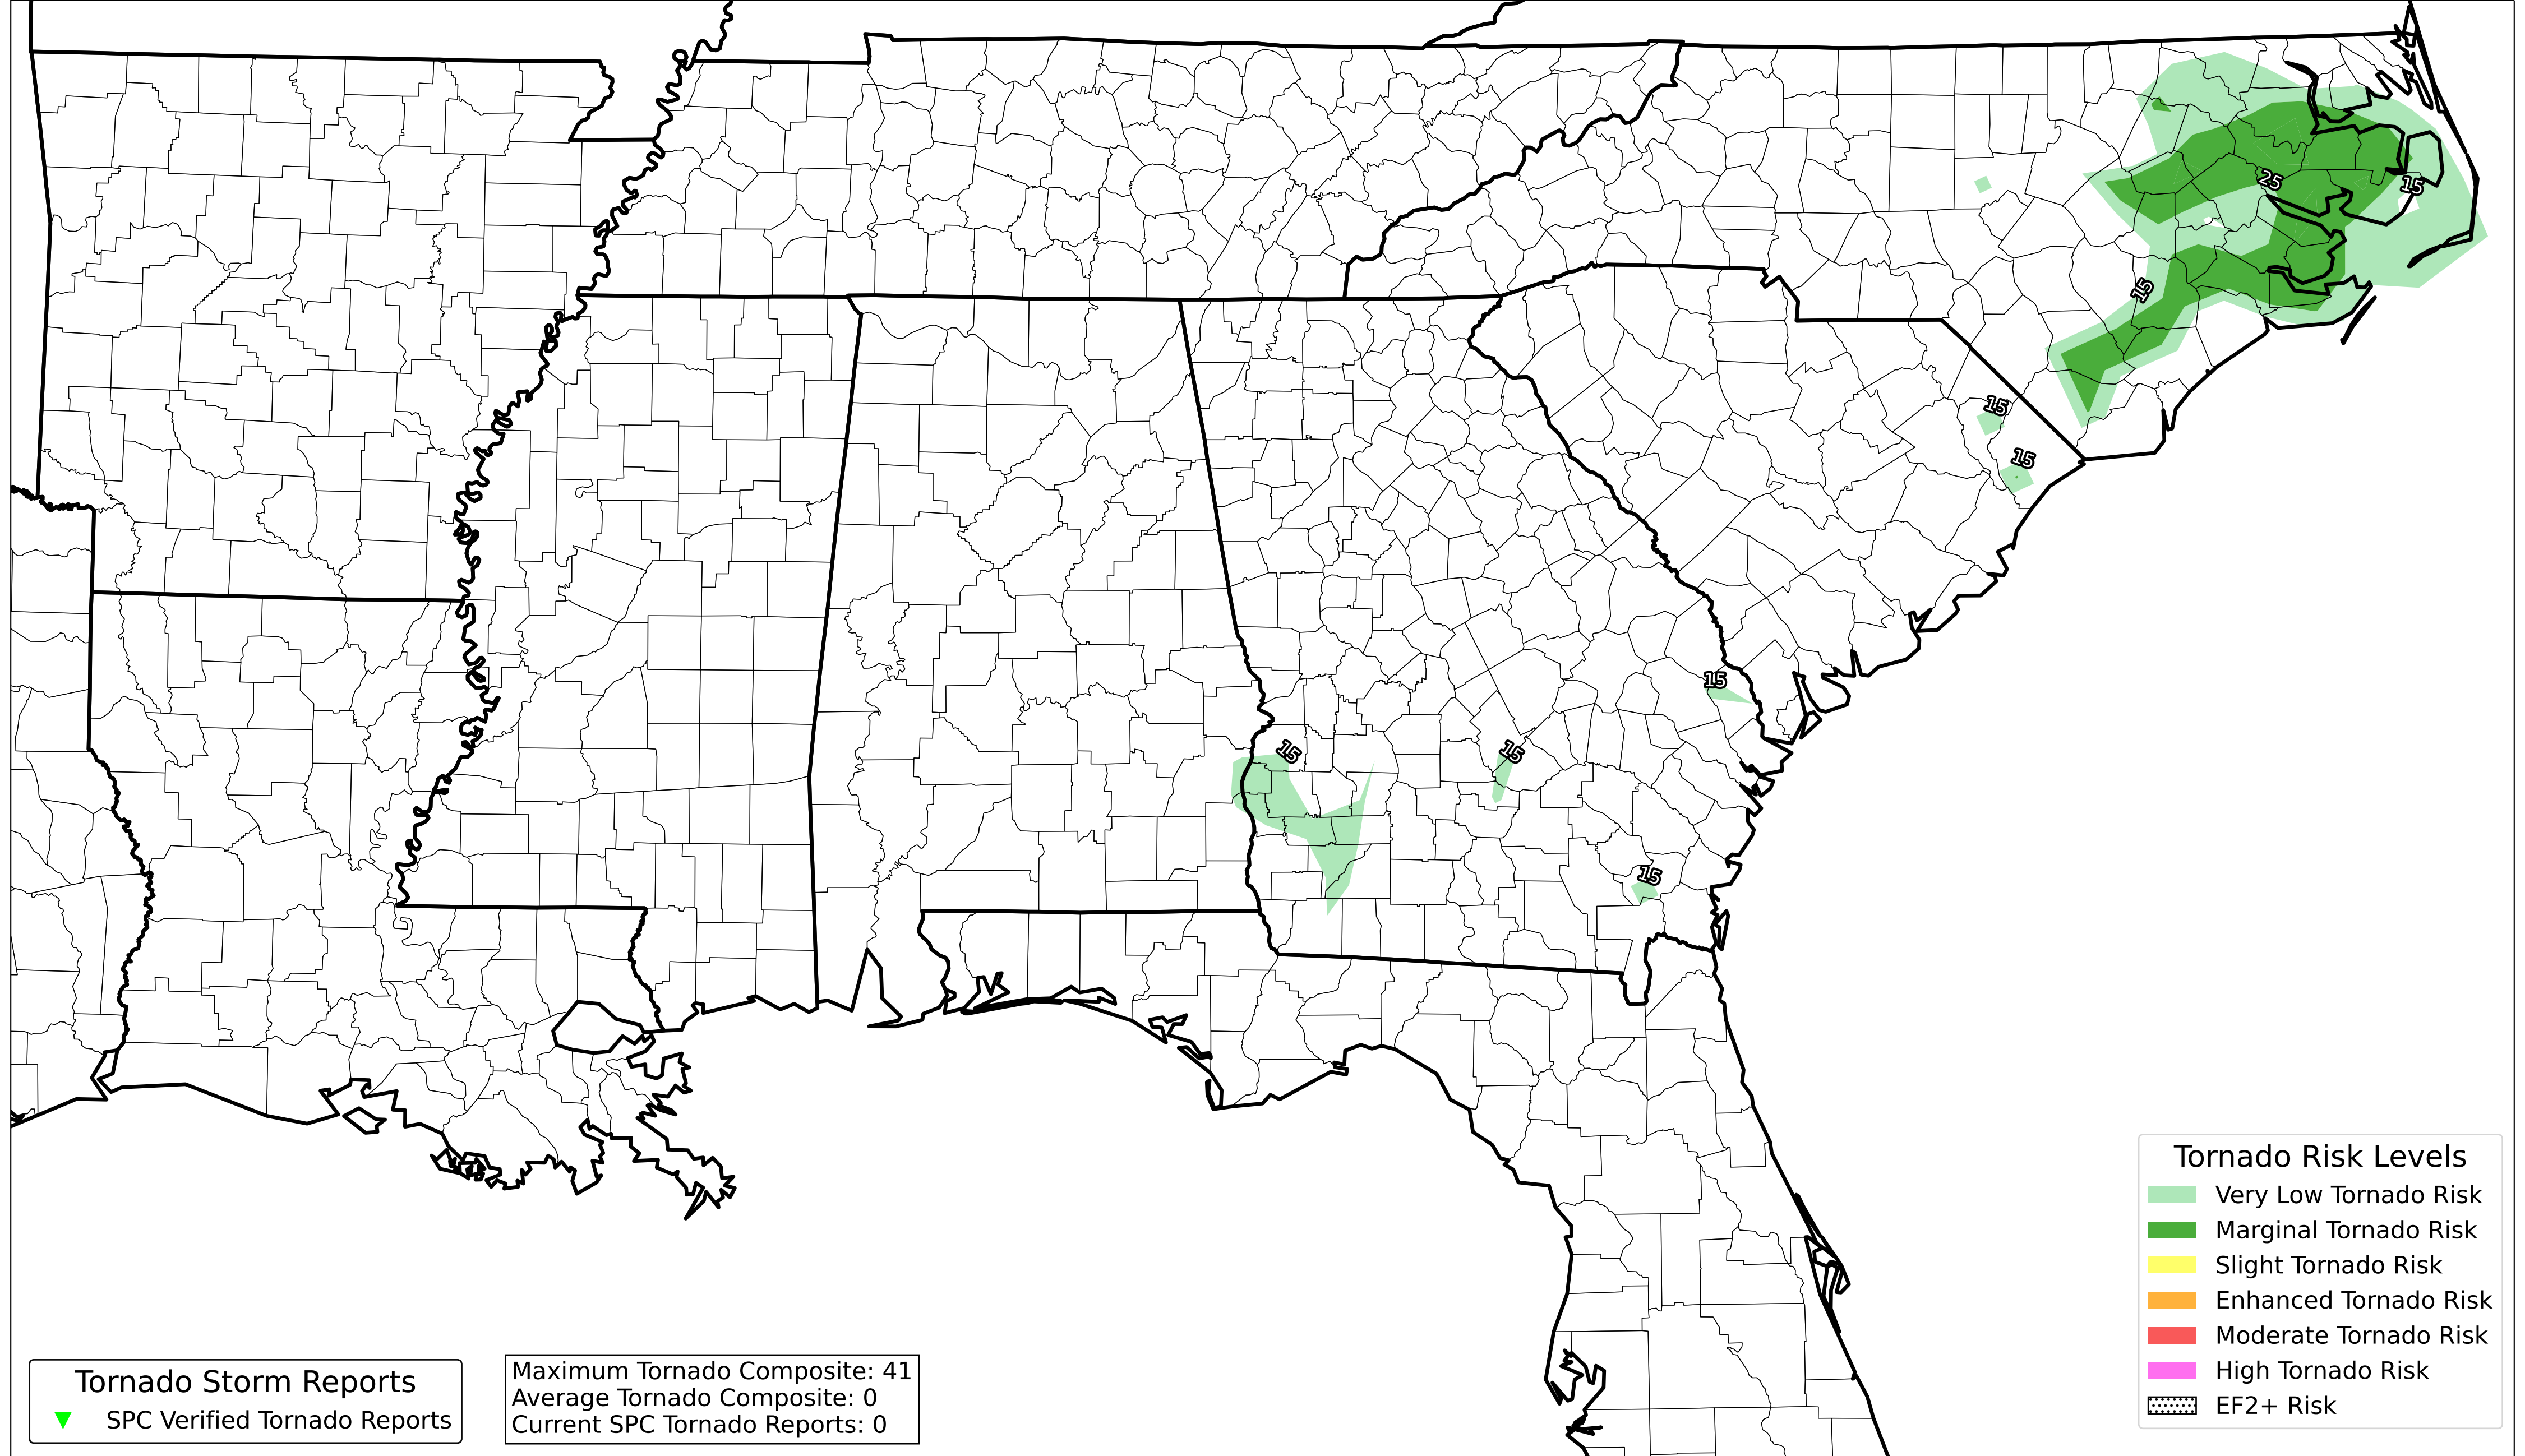 25
15
15
15
15
15
15
15
15
Tornado Risk Levels
Very Low Tornado Risk
Marginal Tornado Risk
Slight Tornado Risk
Enhanced Tornado Risk
Moderate Tornado Risk
High Tornado Risk
EF2+ Risk
Tornado Storm Reports
SPC Verified Tornado Reports
Maximum Tornado Composite: 41
Average Tornado Composite: 0
Current SPC Tornado Reports: 0